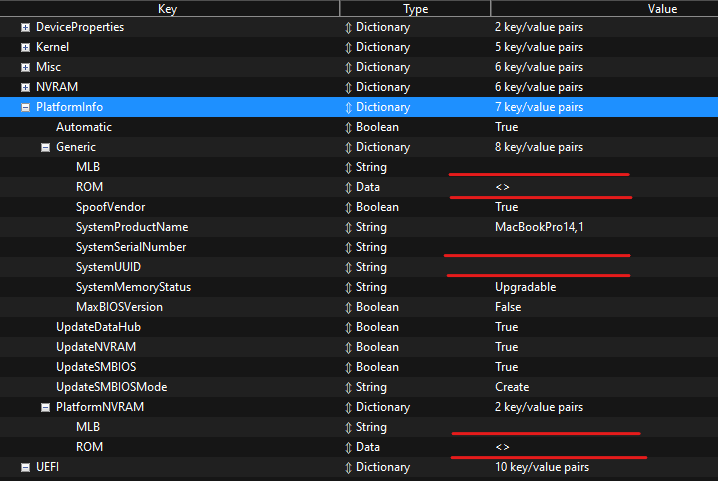 Key Type Value
DeviceProperties Dictionary 2 key/value pairs
Kernel Dictionary 5 key/value pairs
Misc Dictionary 6 key/value pairs
NVRAM Dictionary 6 key/value pairs
PlatformInfo Dictionary 7 key/value pairs
Automatic Boolean True
Generic Dictionary 8 key/value pairs
MLB String
ROM Data <>
SpoofVendor Boolean True
SystemProductName String MacBookPro14,1
SystemSerialNumber String
SystemUUID String
SystemMemoryStatus String Upgradable
MaxBIOSVersion Boolean False
UpdateDataHub Boolean True
UpdateNVRAM Boolean True
UpdateSMBIOS Boolean True
UpdateSMBIOSMode String Create
PlatformNVRAM Dictionary 2 key/value pairs
MLB String
ROM Data <>
UEFI Dictionary 10 key/value pairs